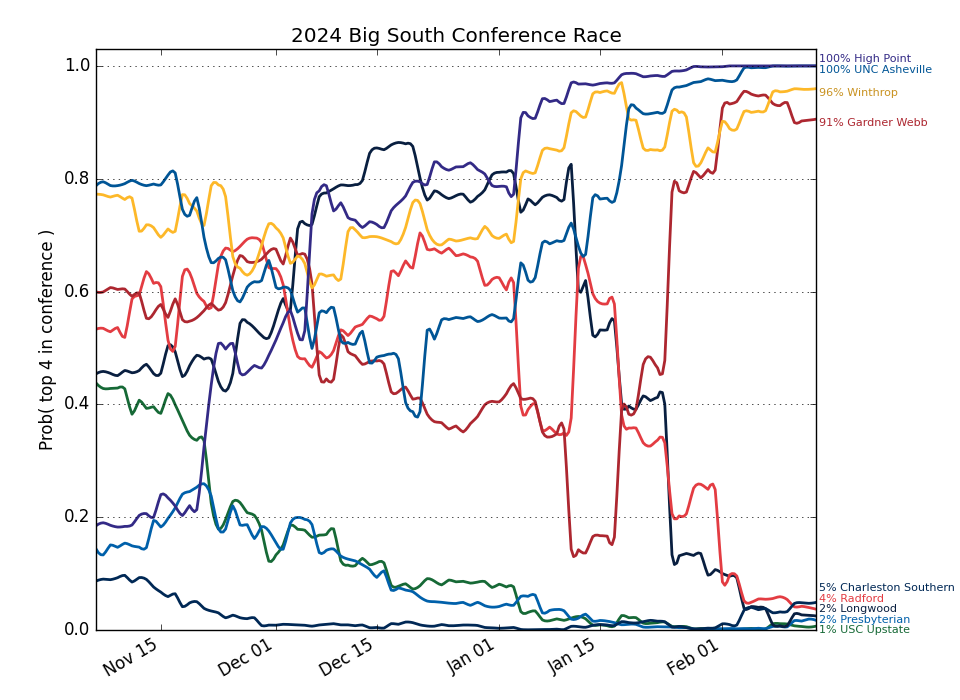 2024 Big South Conference Race
Prob( top 4 in conference )
1.0
0.8
0.6
0.4
0.2
0.0
Nov 15
Dec 01
Dec 15
Jan 01
Jan 15
Feb 01
100% High Point
100% UNC Asheville
96% Winthrop
91% Gardner Webb
5% Charleston Southern
4% Radford
2% Longwood
2% Presbyterian
1% USC Upstate